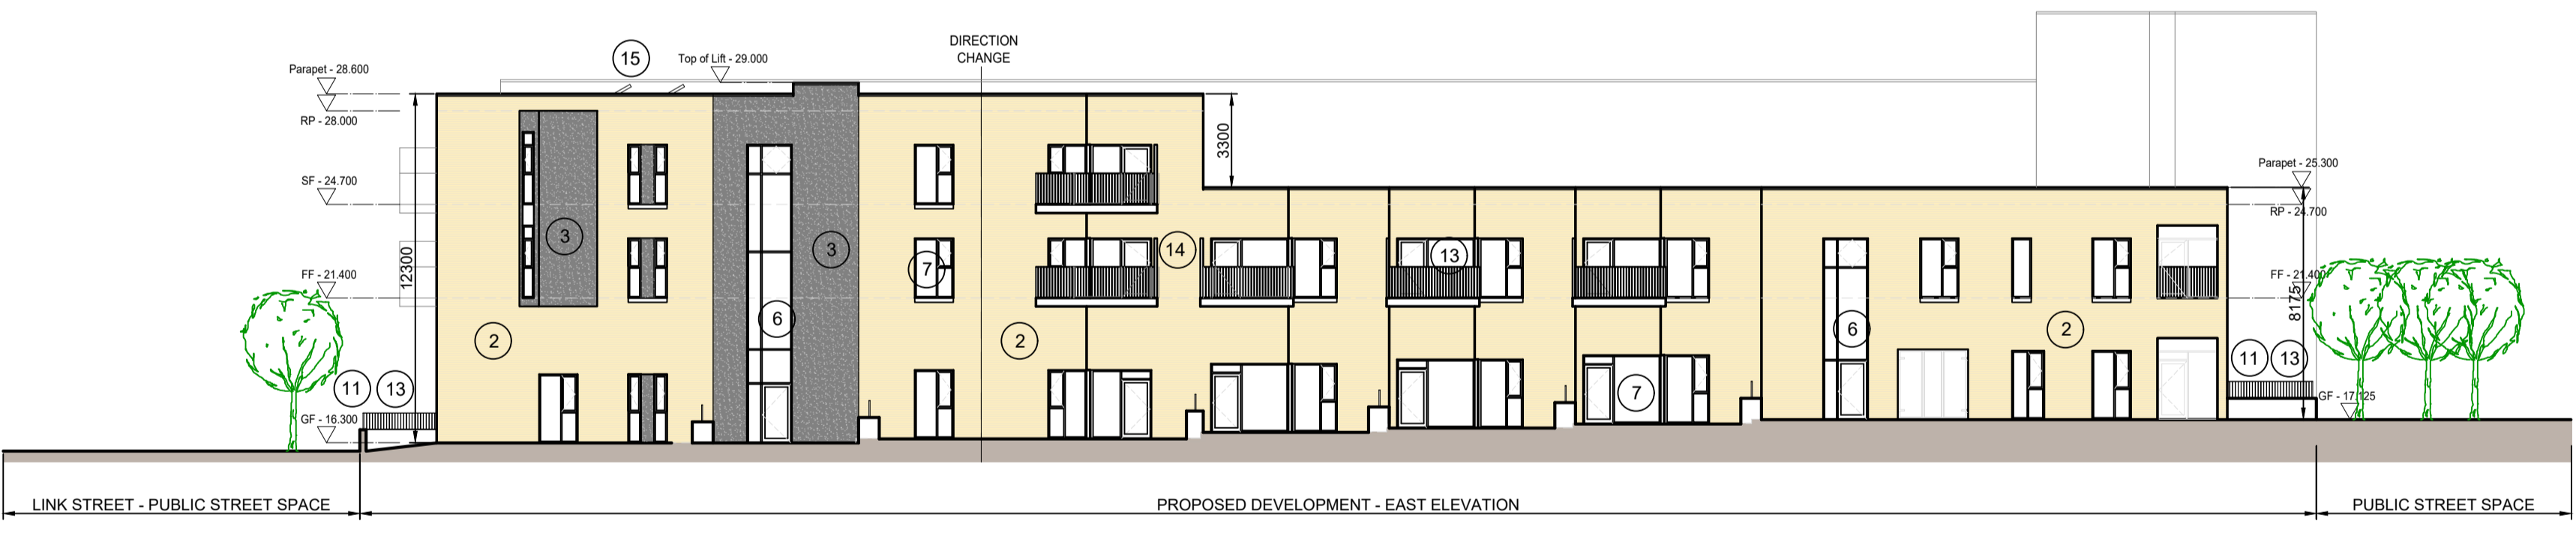 DIRECTION
CHANGE
15
Top of Lift - 29.000
Parapet - 28.600
RP - 28.000
3300
Parapet - 25.300
SF - 24.700
RP - 24.700
3
3
14
13
7
12300
FF - 21.400
FF - 21.400
8175
6
6
2
2
2
11
13
11
13
7
GF - 16.300
GF - 17.125
LINK STREET - PUBLIC STREET SPACE
PROPOSED DEVELOPMENT - EAST ELEVATION
PUBLIC STREET SPACE